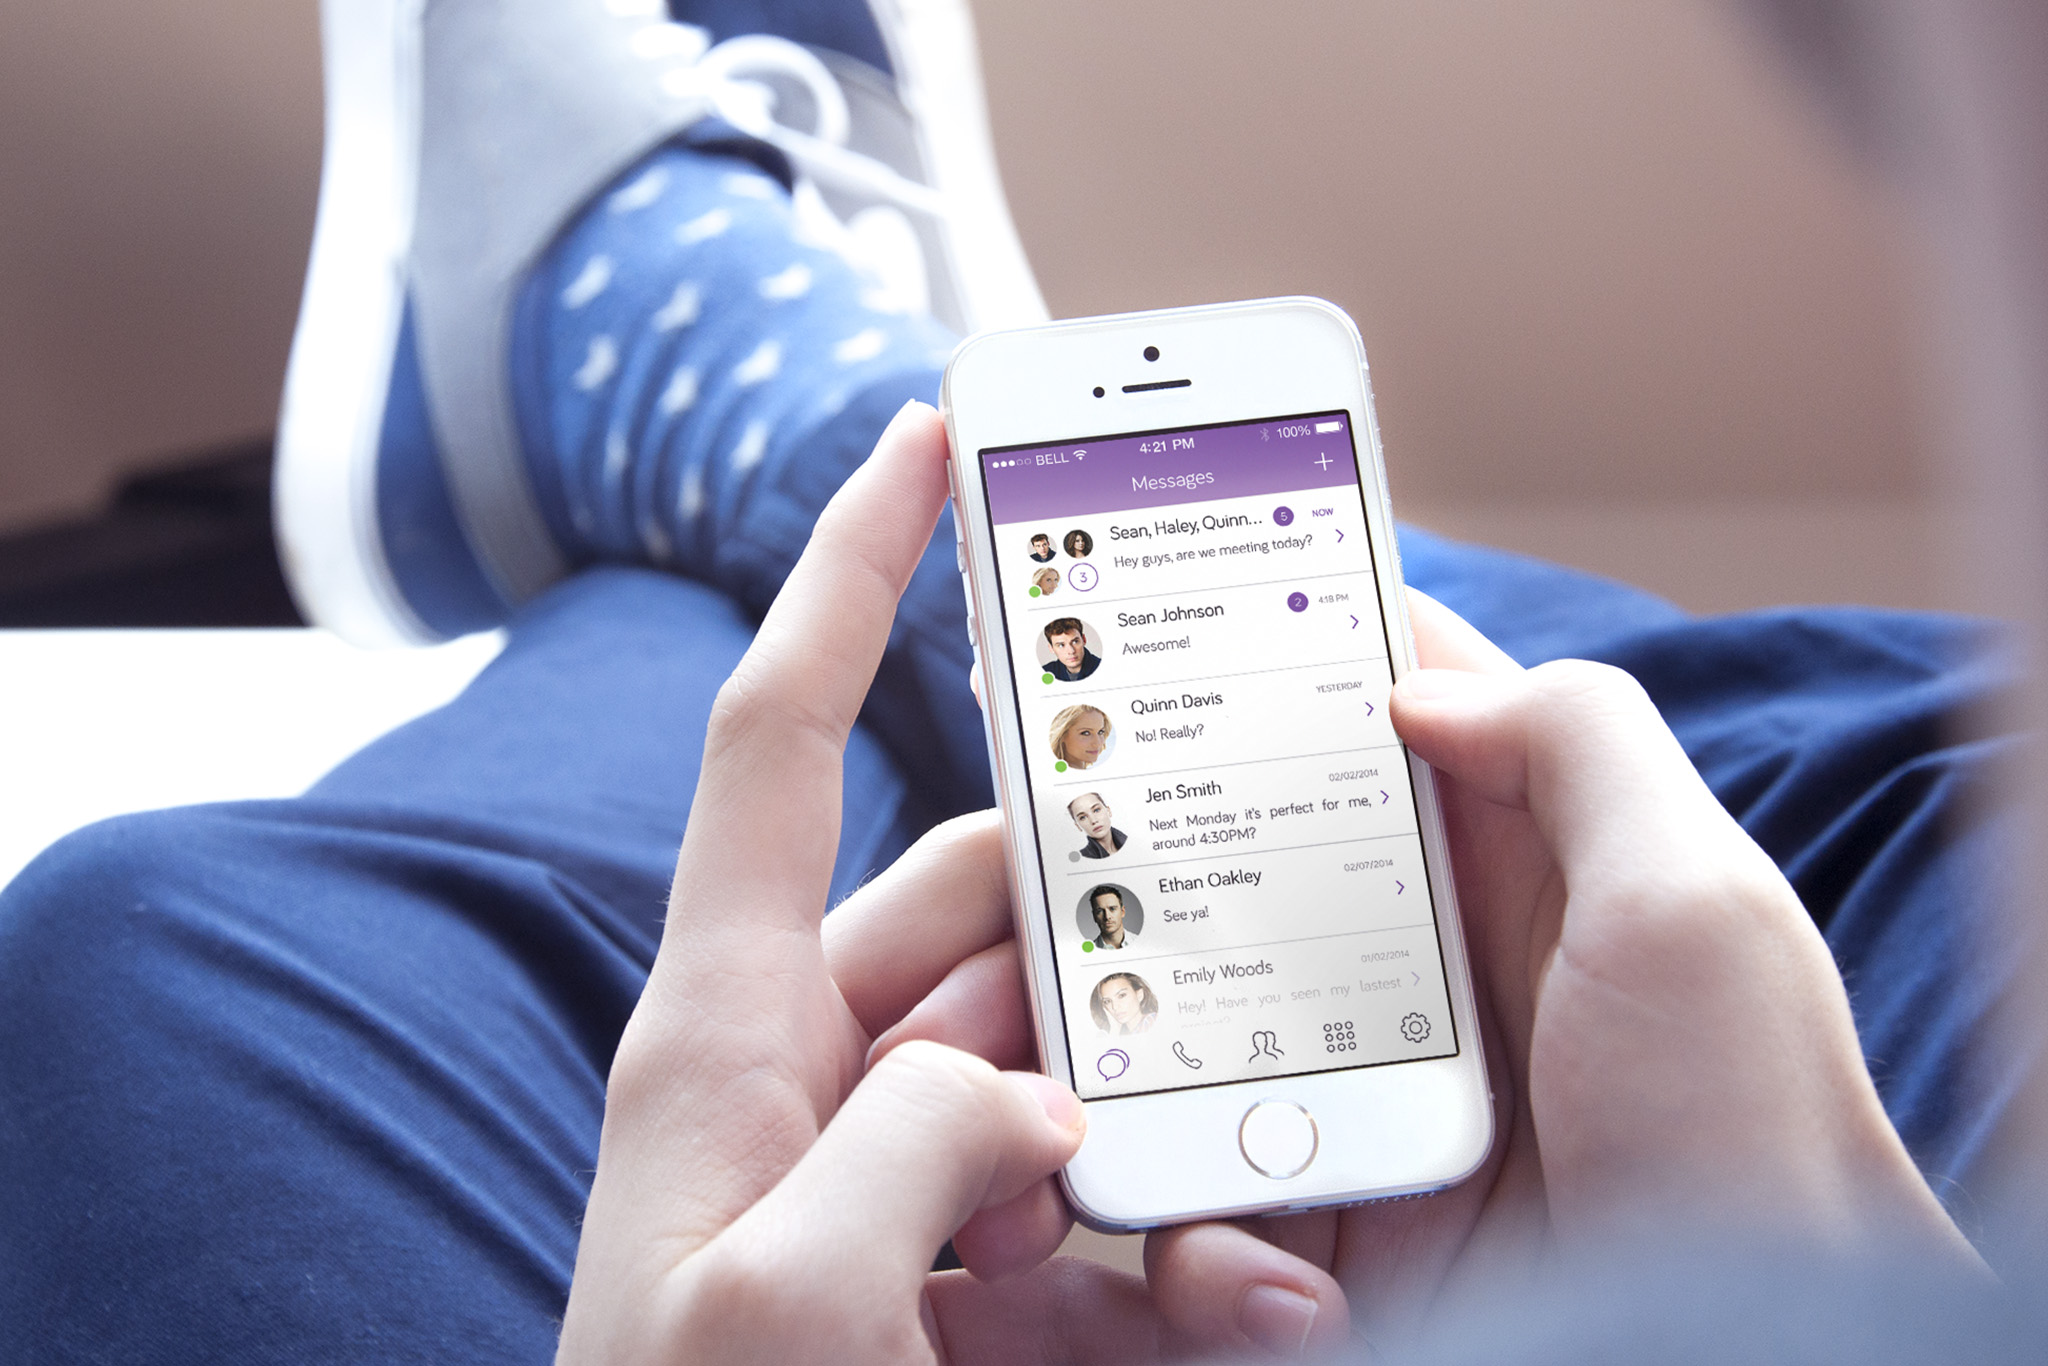 BELL 4:21 PM 100%
Messages
Sean, Haley, Quinn... 5 NOW
Hey guys, are we meeting today?
3
Sean Johnson 2 4:18 PM
Awesome!
Quinn Davis YESTERDAY
No! Really?
Jen Smith 02/02/2014
Next Monday it's perfect for me,
around 4:30PM?
Ethan Oakley 02/07/2014
See ya!
Emily Woods 01/02/2014
Hey! Have you seen my lastest